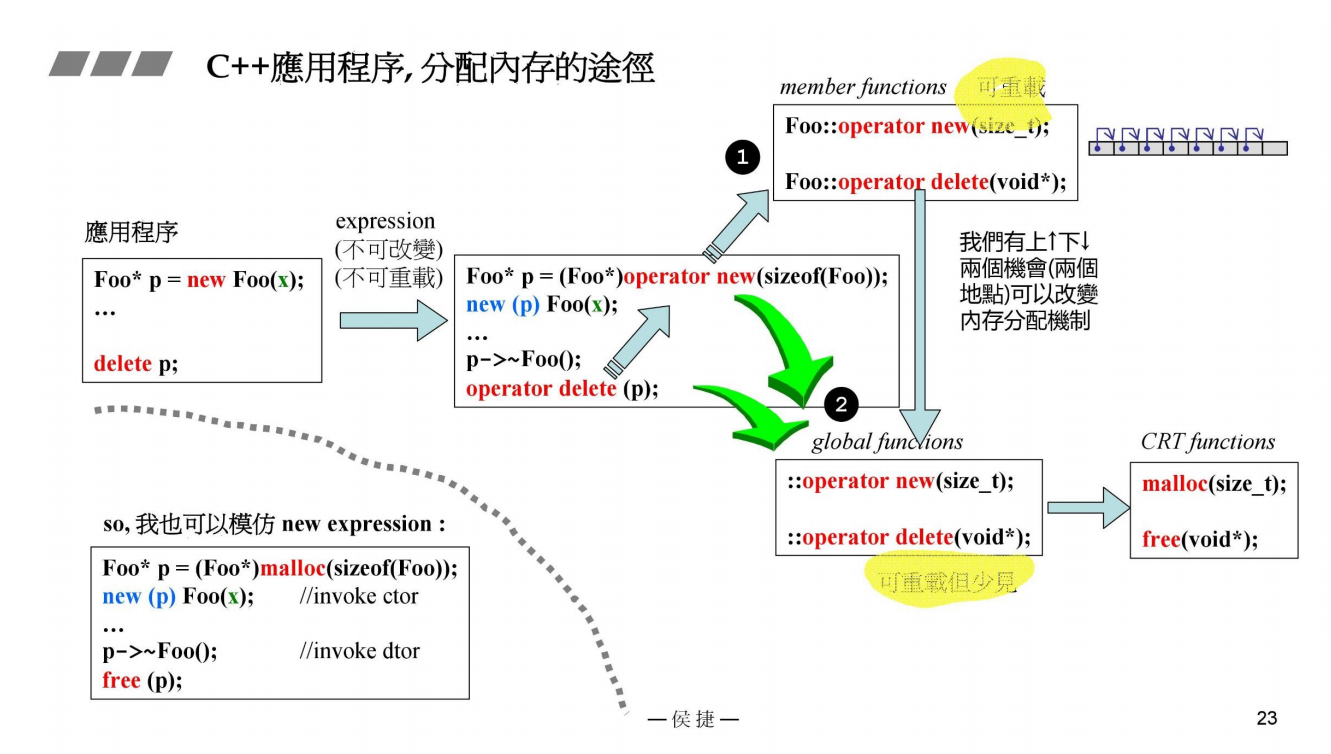 C++應用程序, 分配內存的途徑
member functions 可重載
Foo::operator new(size_t);
Foo::operator delete(void*);
1
應用程序
Foo* p = new Foo(x);
...
delete p;
expression
(不可改變)
(不可重載)
Foo* p = (Foo*)operator new(sizeof(Foo));
new (p) Foo(x);
...
p->~Foo();
operator delete (p);
我們有上↑下↓
兩個機會(兩個
地點)可以改變
內存分配機制
2
global functions
::operator new(size_t);
::operator delete(void*);
可重載但少見
CRT functions
malloc(size_t);
free(void*);
so, 我也可以模仿 new expression :
Foo* p = (Foo*)malloc(sizeof(Foo));
new (p) Foo(x); //invoke ctor
...
p->~Foo(); //invoke dtor
free (p);
— 侯捷 —
23